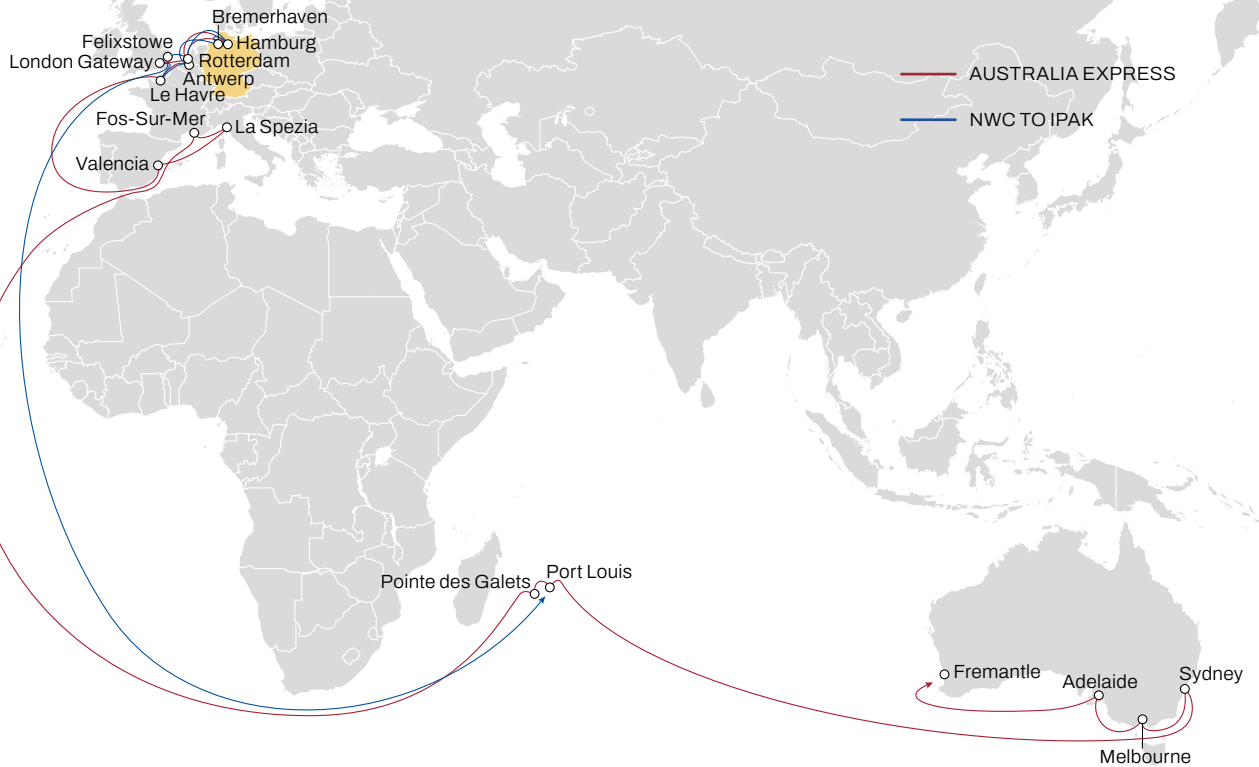 Bremerhaven
Felixstowe
Hamburg
London Gateway
Rotterdam
Antwerp
Le Havre
Fos-Sur-Mer
La Spezia
Valencia
AUSTRALIA EXPRESS
NWC TO IPAK
Port Louis
Pointe des Galets
Fremantle
Adelaide
Sydney
Melbourne